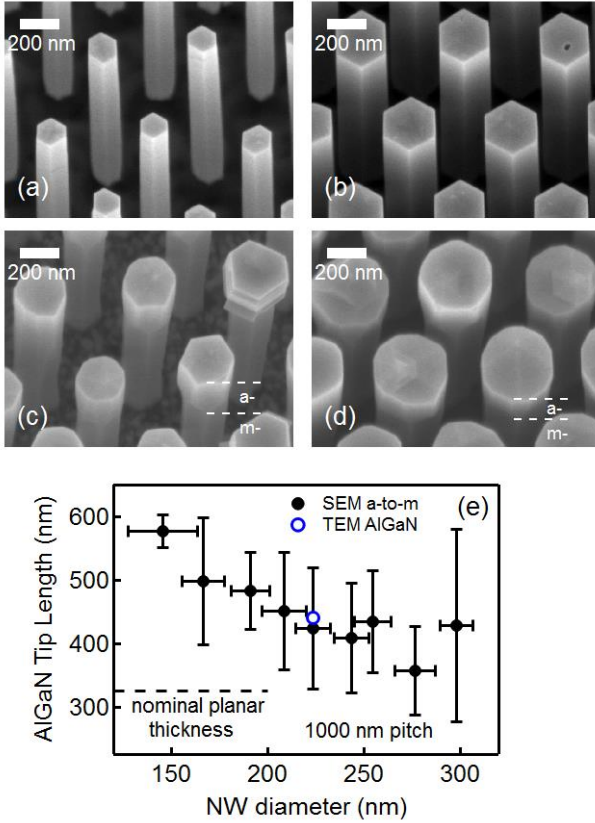 200 nm
(a)
200 nm
(b)
200 nm
a-
m-
(c)
200 nm
a-
m-
(d)
(e)
SEM a-to-m
TEM AlGaN
600
500
400
300
AlGaN Tip Length (nm)
nominal planar
thickness
1000 nm pitch
150
200
250
300
NW diameter (nm)